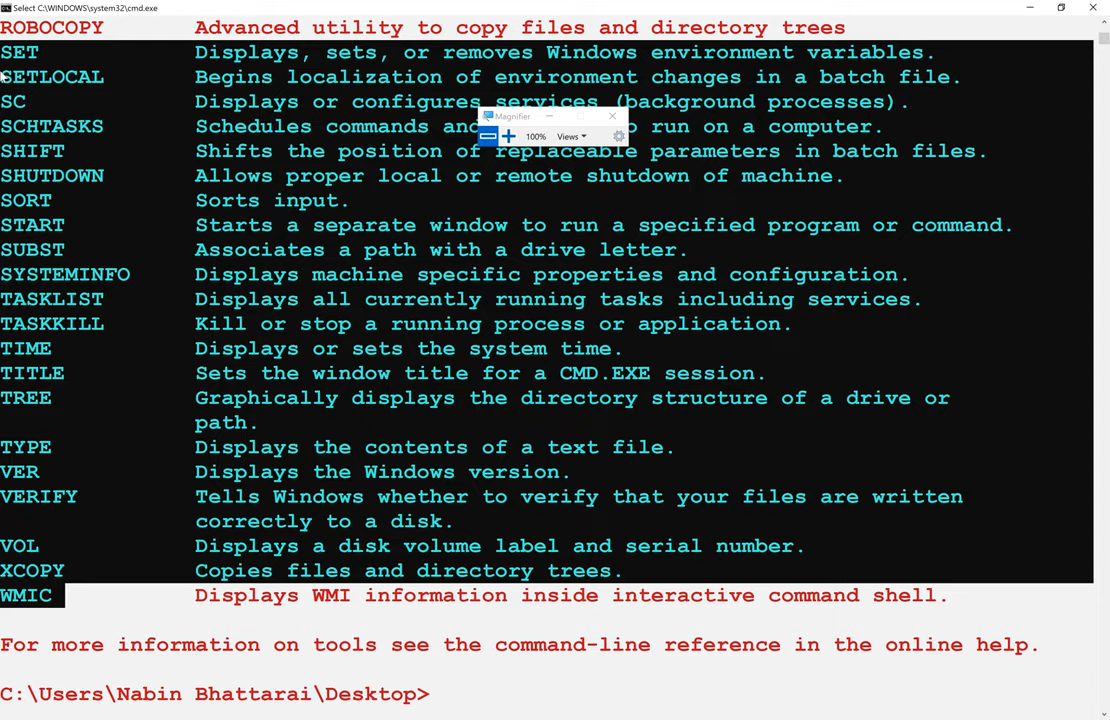 Select C:\WINDOWS\system32\cmd.exe
ROBOCOPY Advanced utility to copy files and directory trees
SET Displays, sets, or removes Windows environment variables.
SETLOCAL Begins localization of environment changes in a batch file.
SC Displays or configures services (background processes).
Magnifier
SCHTASKS Schedules commands and o run on a computer.
100% Views
SHIFT Shifts the position of replaceable parameters in batch files.
SHUTDOWN Allows proper local or remote shutdown of machine.
SORT Sorts input.
START Starts a separate window to run a specified program or command.
SUBST Associates a path with a drive letter.
SYSTEMINFO Displays machine specific properties and configuration.
TASKLIST Displays all currently running tasks including services.
TASKKILL Kill or stop a running process or application.
TIME Displays or sets the system time.
TITLE Sets the window title for a CMD.EXE session.
TREE Graphically displays the directory structure of a drive or
path.
TYPE Displays the contents of a text file.
VER Displays the Windows version.
VERIFY Tells Windows whether to verify that your files are written
correctly to a disk.
VOL Displays a disk volume label and serial number.
XCOPY Copies files and directory trees.
WMIC Displays WMI information inside interactive command shell.
For more information on tools see the command-line reference in the online help.
C:\Users\Nabin Bhattarai\Desktop>